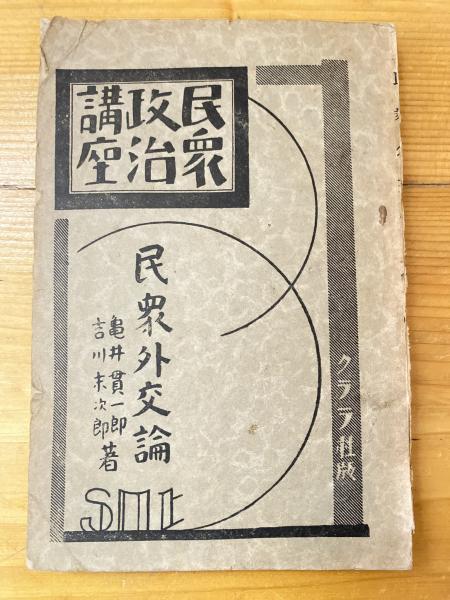 民衆
政治
講座
民衆外交論
亀井貫一郎
吉川末次郎
著
クララ社版